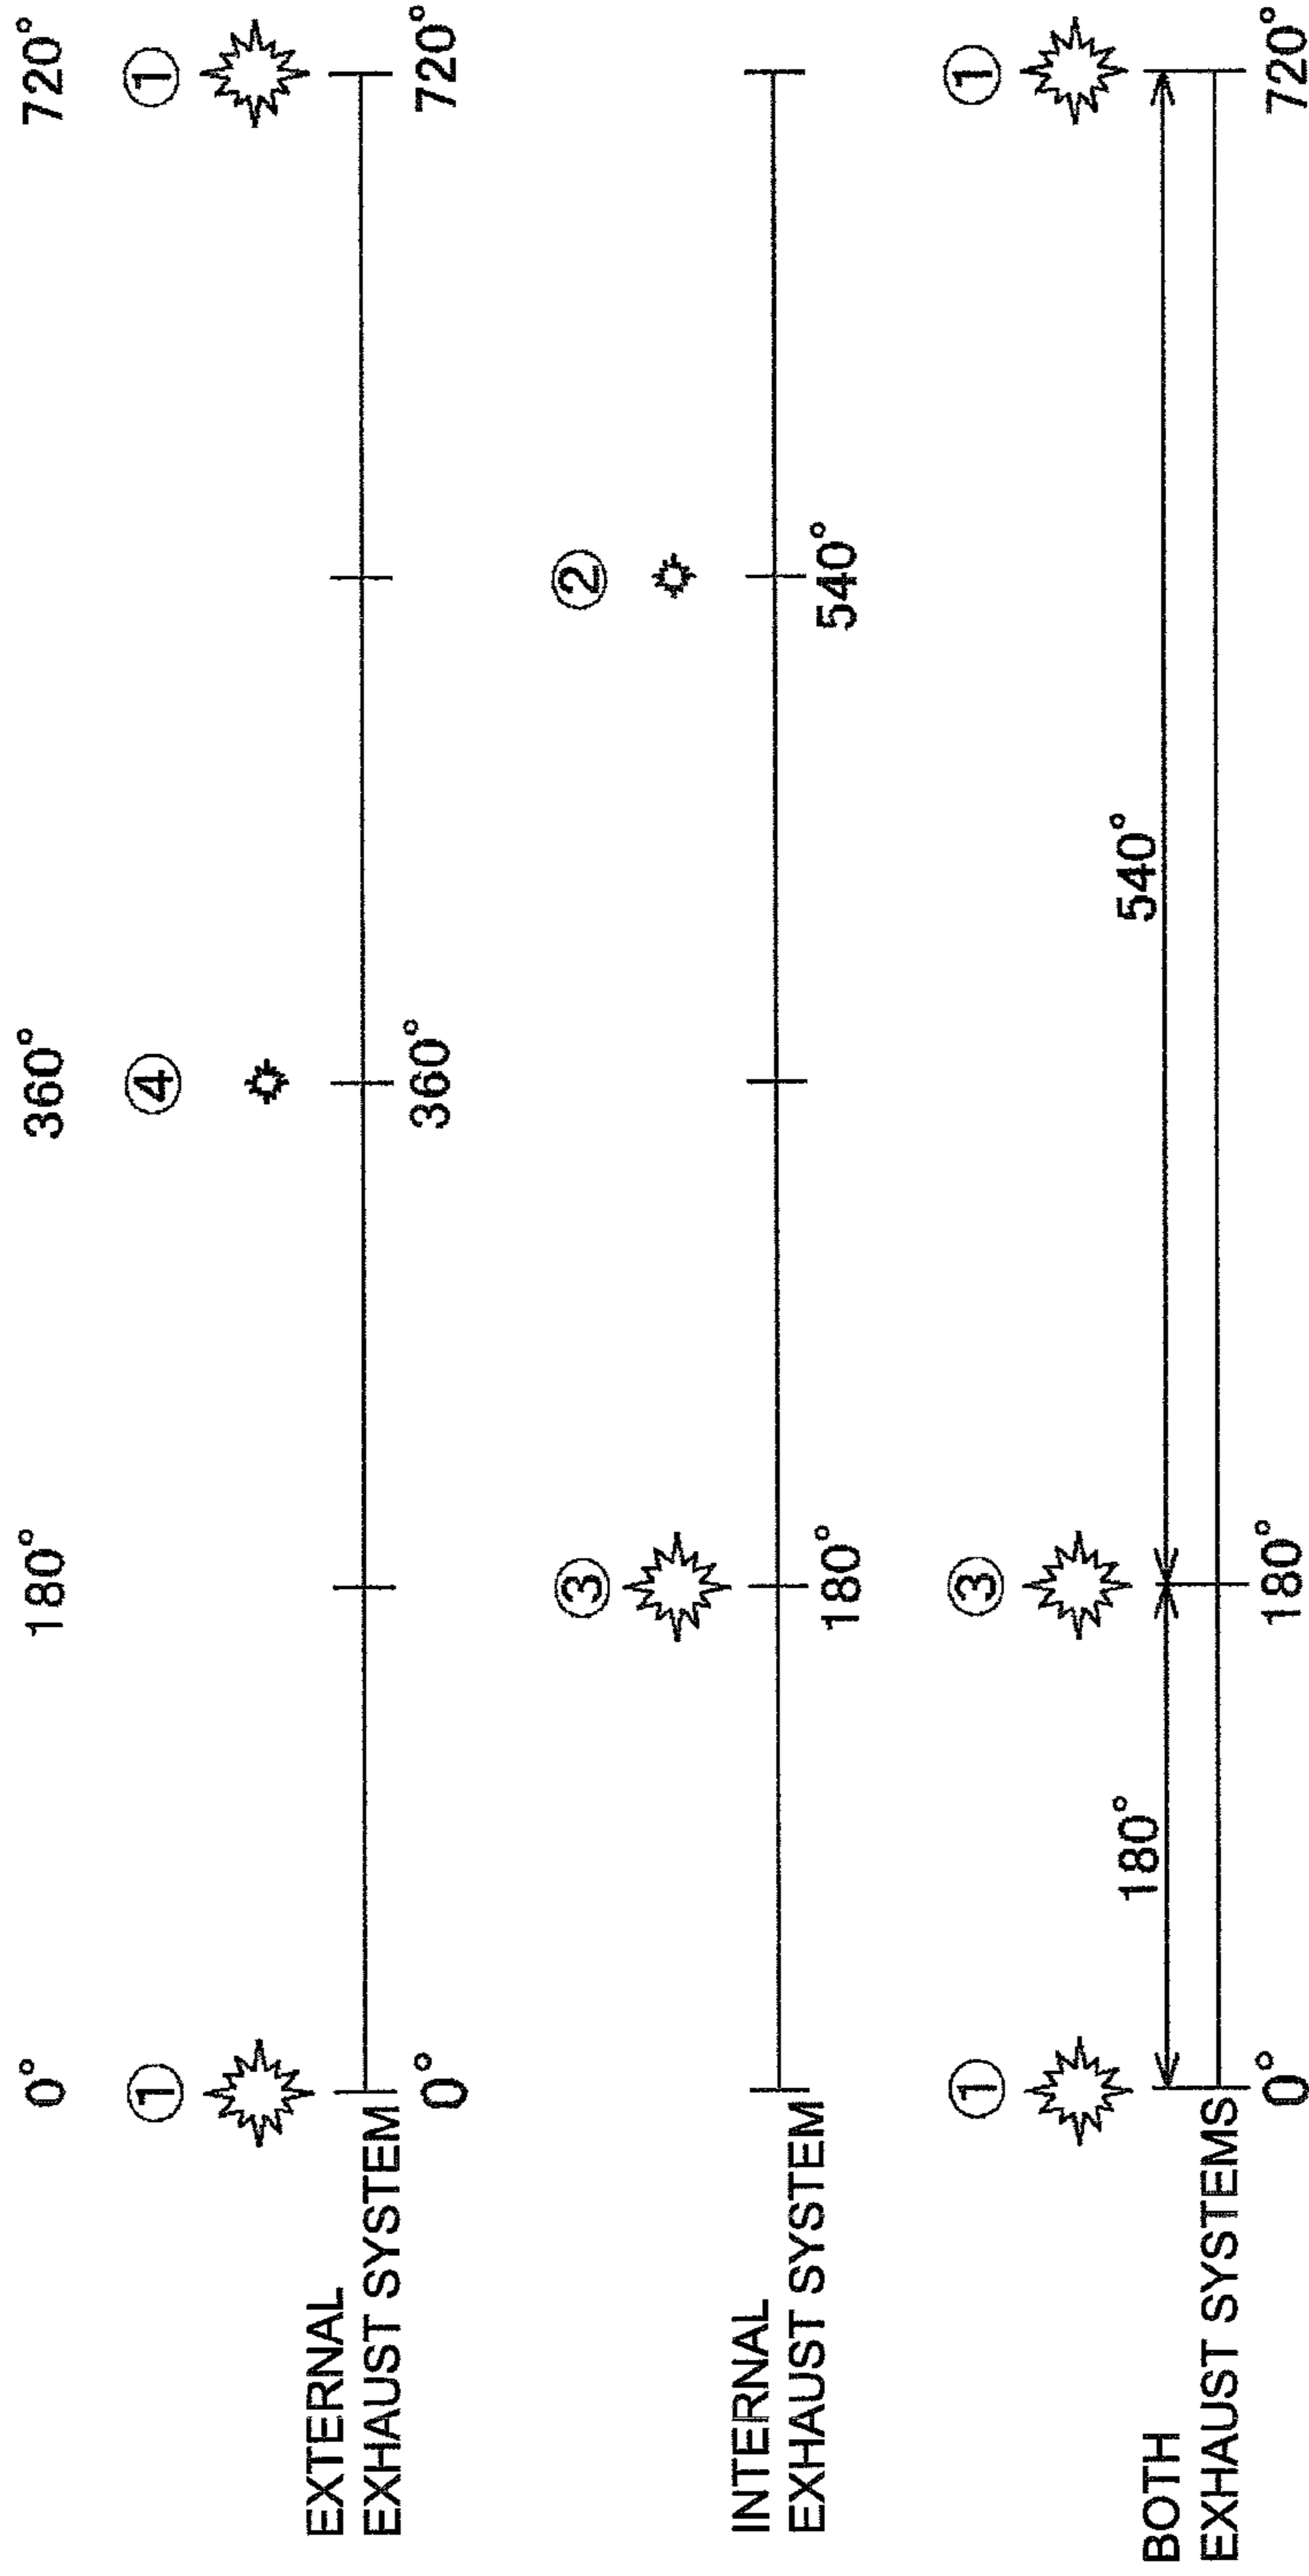 0° 180° 360° 720°
① ④ ①
EXTERNAL
EXHAUST SYSTEM
0° 360° 720°
③ ②
INTERNAL
EXHAUST SYSTEM
180° 540°
① ③ ①
180° 540°
BOTH
EXHAUST SYSTEMS
0° 180° 720°